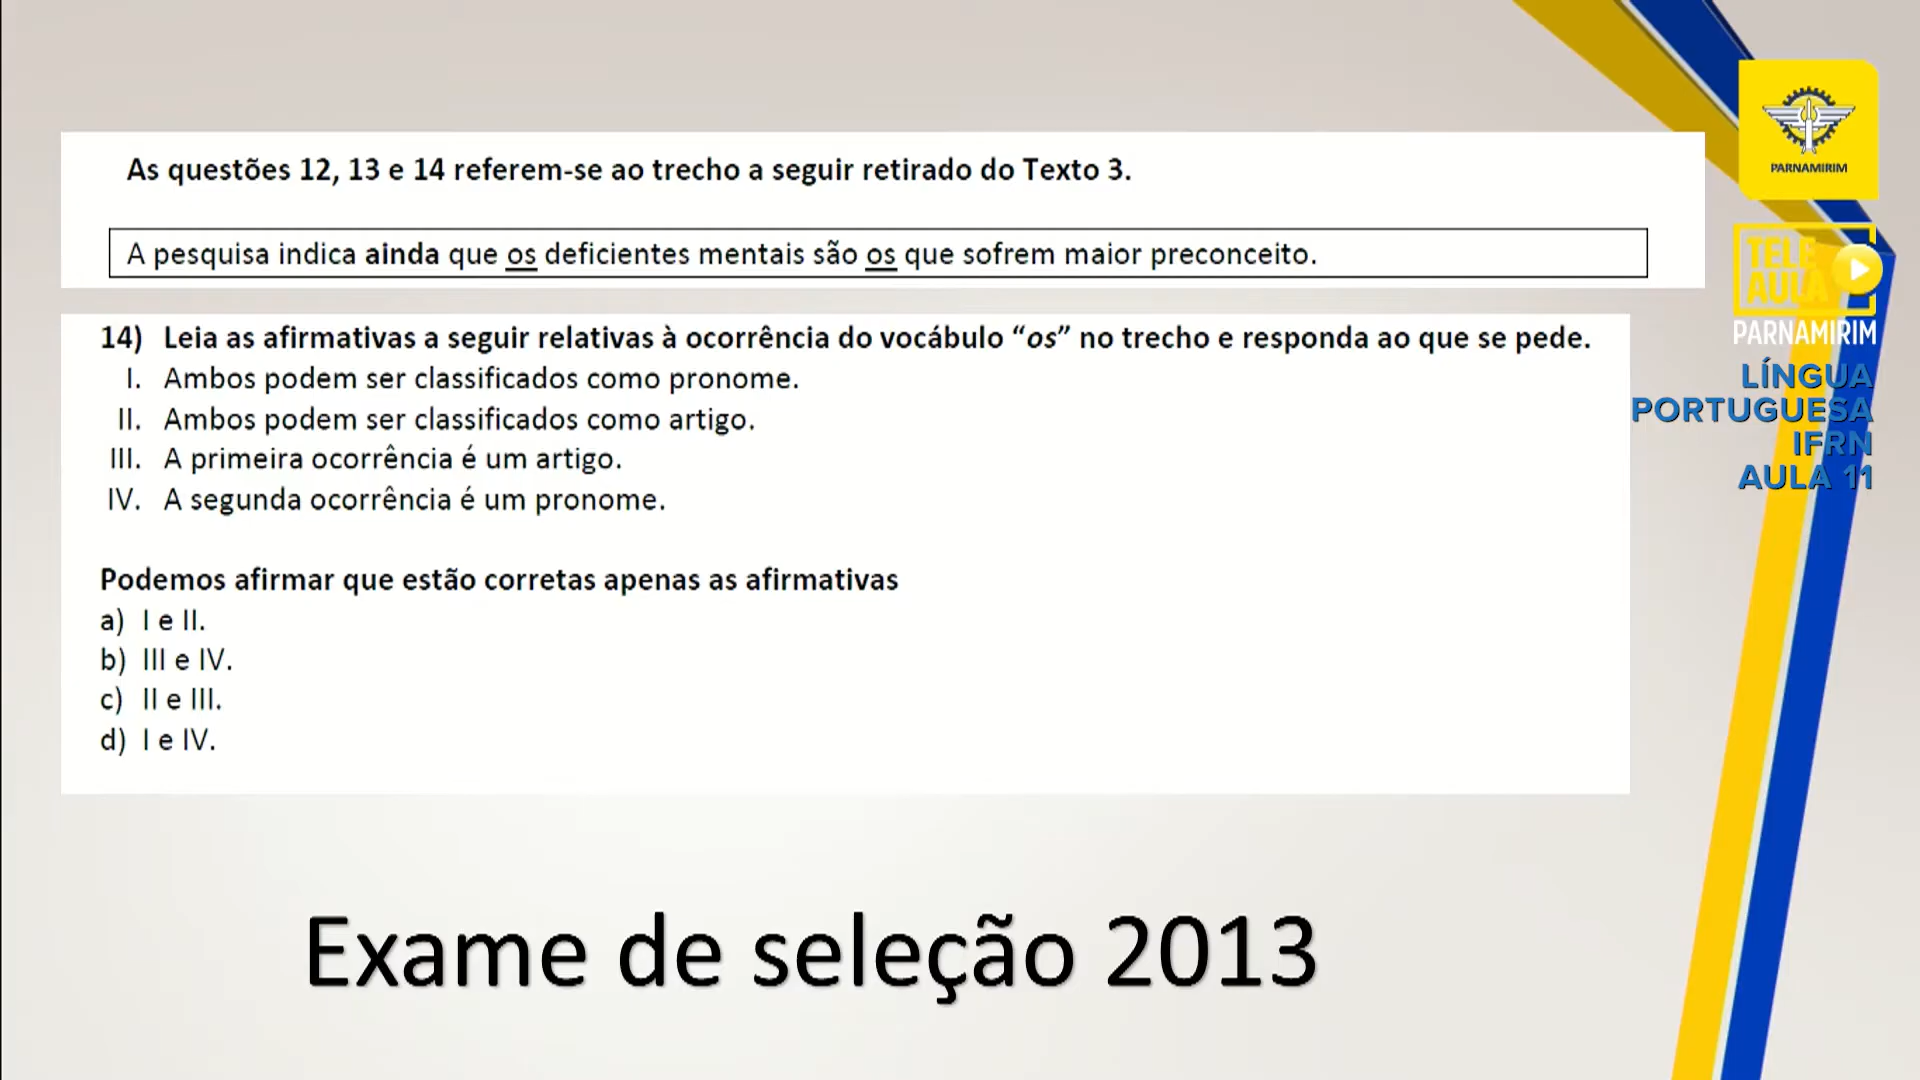 As questões 12, 13 e 14 referem-se ao trecho a seguir retirado do Texto 3.
A pesquisa indica ainda que os deficientes mentais são os que sofrem maior preconceito.
14) Leia as afirmativas a seguir relativas à ocorrência do vocábulo “os” no trecho e responda ao que se pede.
I. Ambos podem ser classificados como pronome.
II. Ambos podem ser classificados como artigo.
III. A primeira ocorrência é um artigo.
IV. A segunda ocorrência é um pronome.
Podemos afirmar que estão corretas apenas as afirmativas
a) I e II.
b) III e IV.
c) II e III.
d) I e IV.
Exame de seleção 2013
PARNAMIRIM
TELE
AULA
PARNAMIRIM
LÍNGUA
PORTUGUESA
IFRN
AULA 11